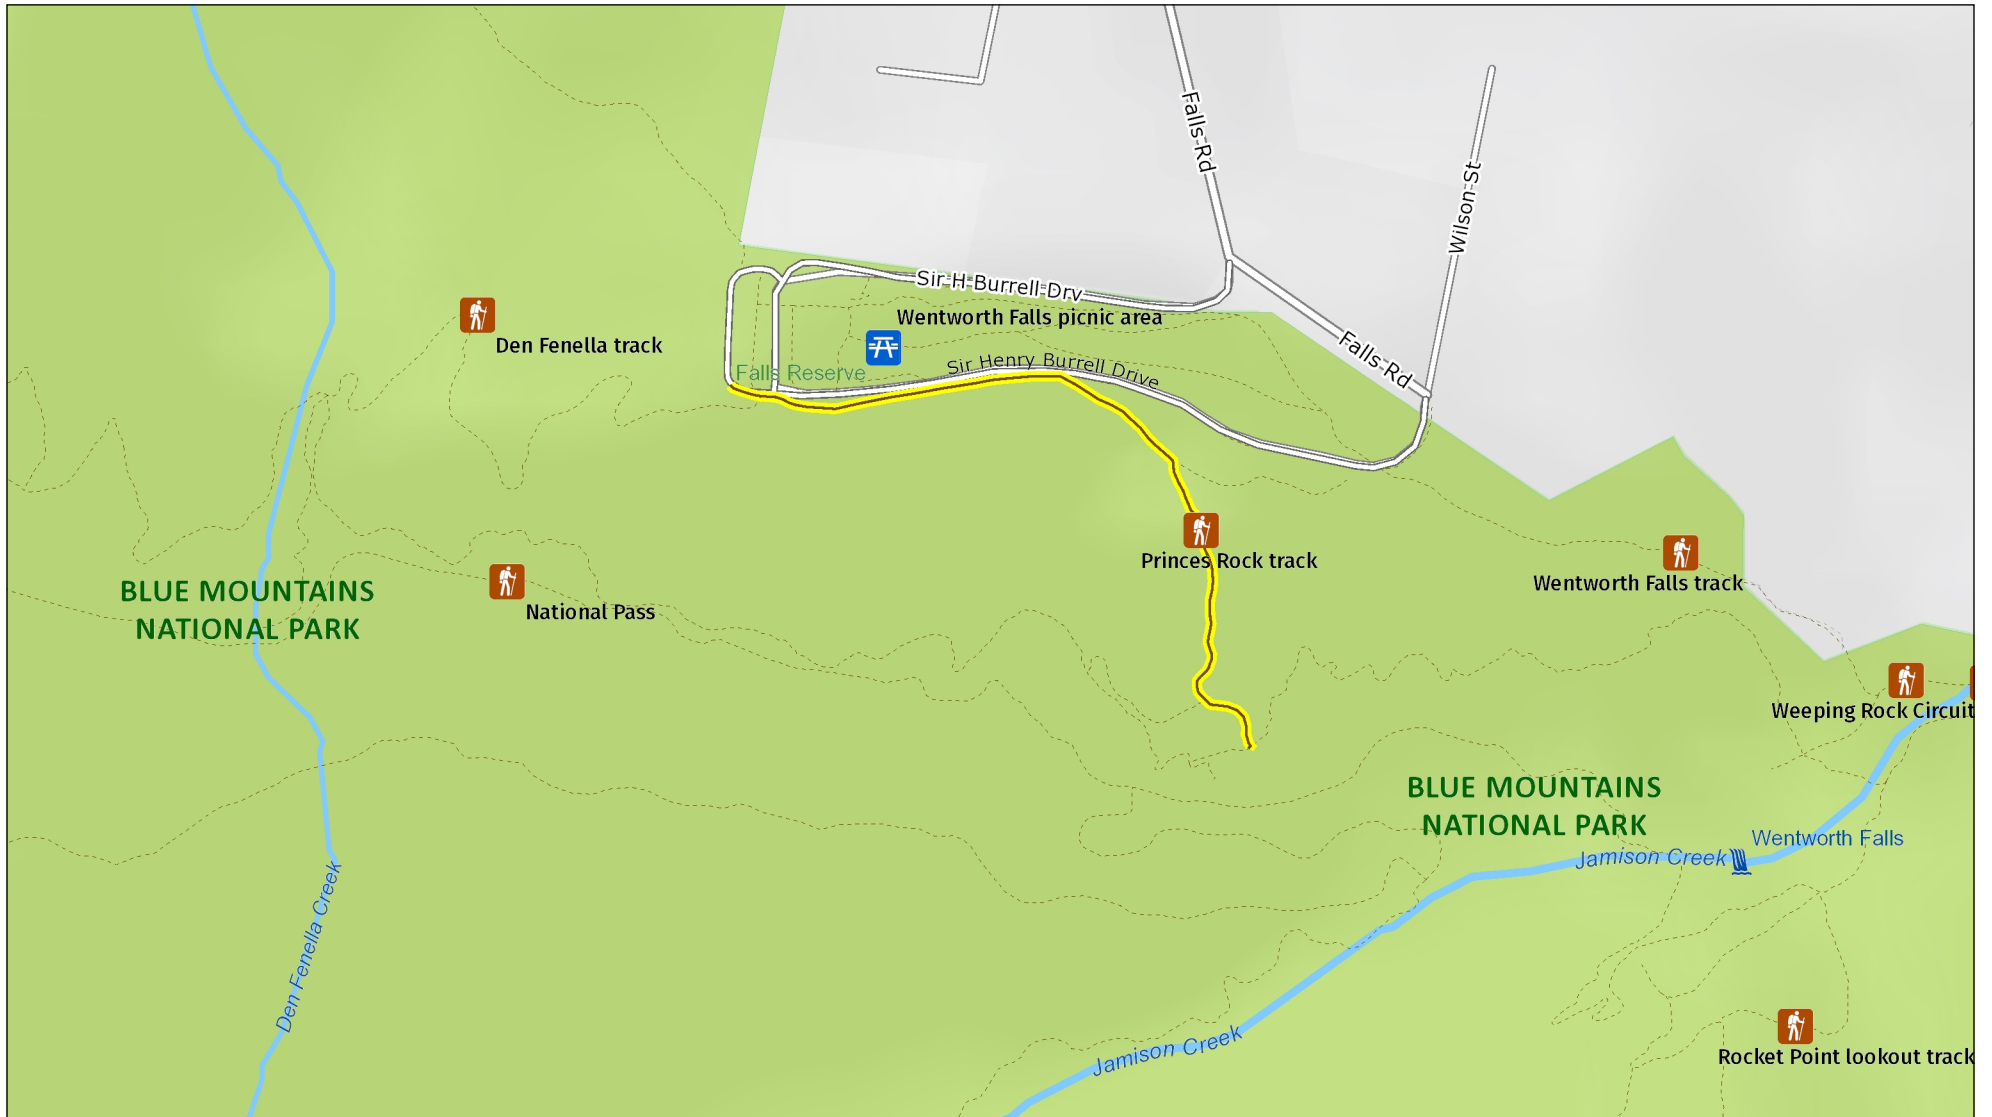 Falls Rd
Wilson St
Sir H Burrell Drv
Wentworth Falls picnic area
Den Fenella track
Falls Rd
Sir Henry Burrell Drive
Falls Reserve
Princes Rock track
Wentworth Falls track
BLUE MOUNTAINS
NATIONAL PARK
National Pass
Weeping Rock Circuit
BLUE MOUNTAINS
NATIONAL PARK
Wentworth Falls
Jamison Creek
Den Fenella Creek
Jamison Creek
Rocket Point lookout track